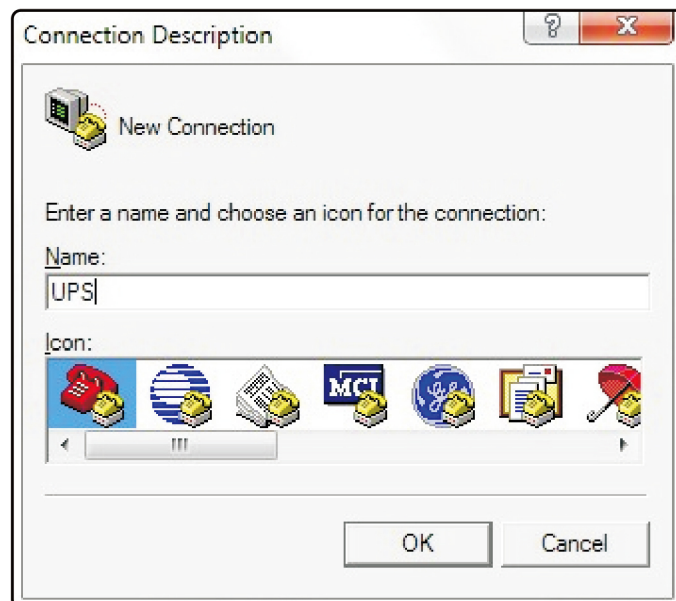 Connection Description
New Connection
Enter a name and choose an icon for the connection:
Name:
UPS
Icon:
MCI
OK
Cancel